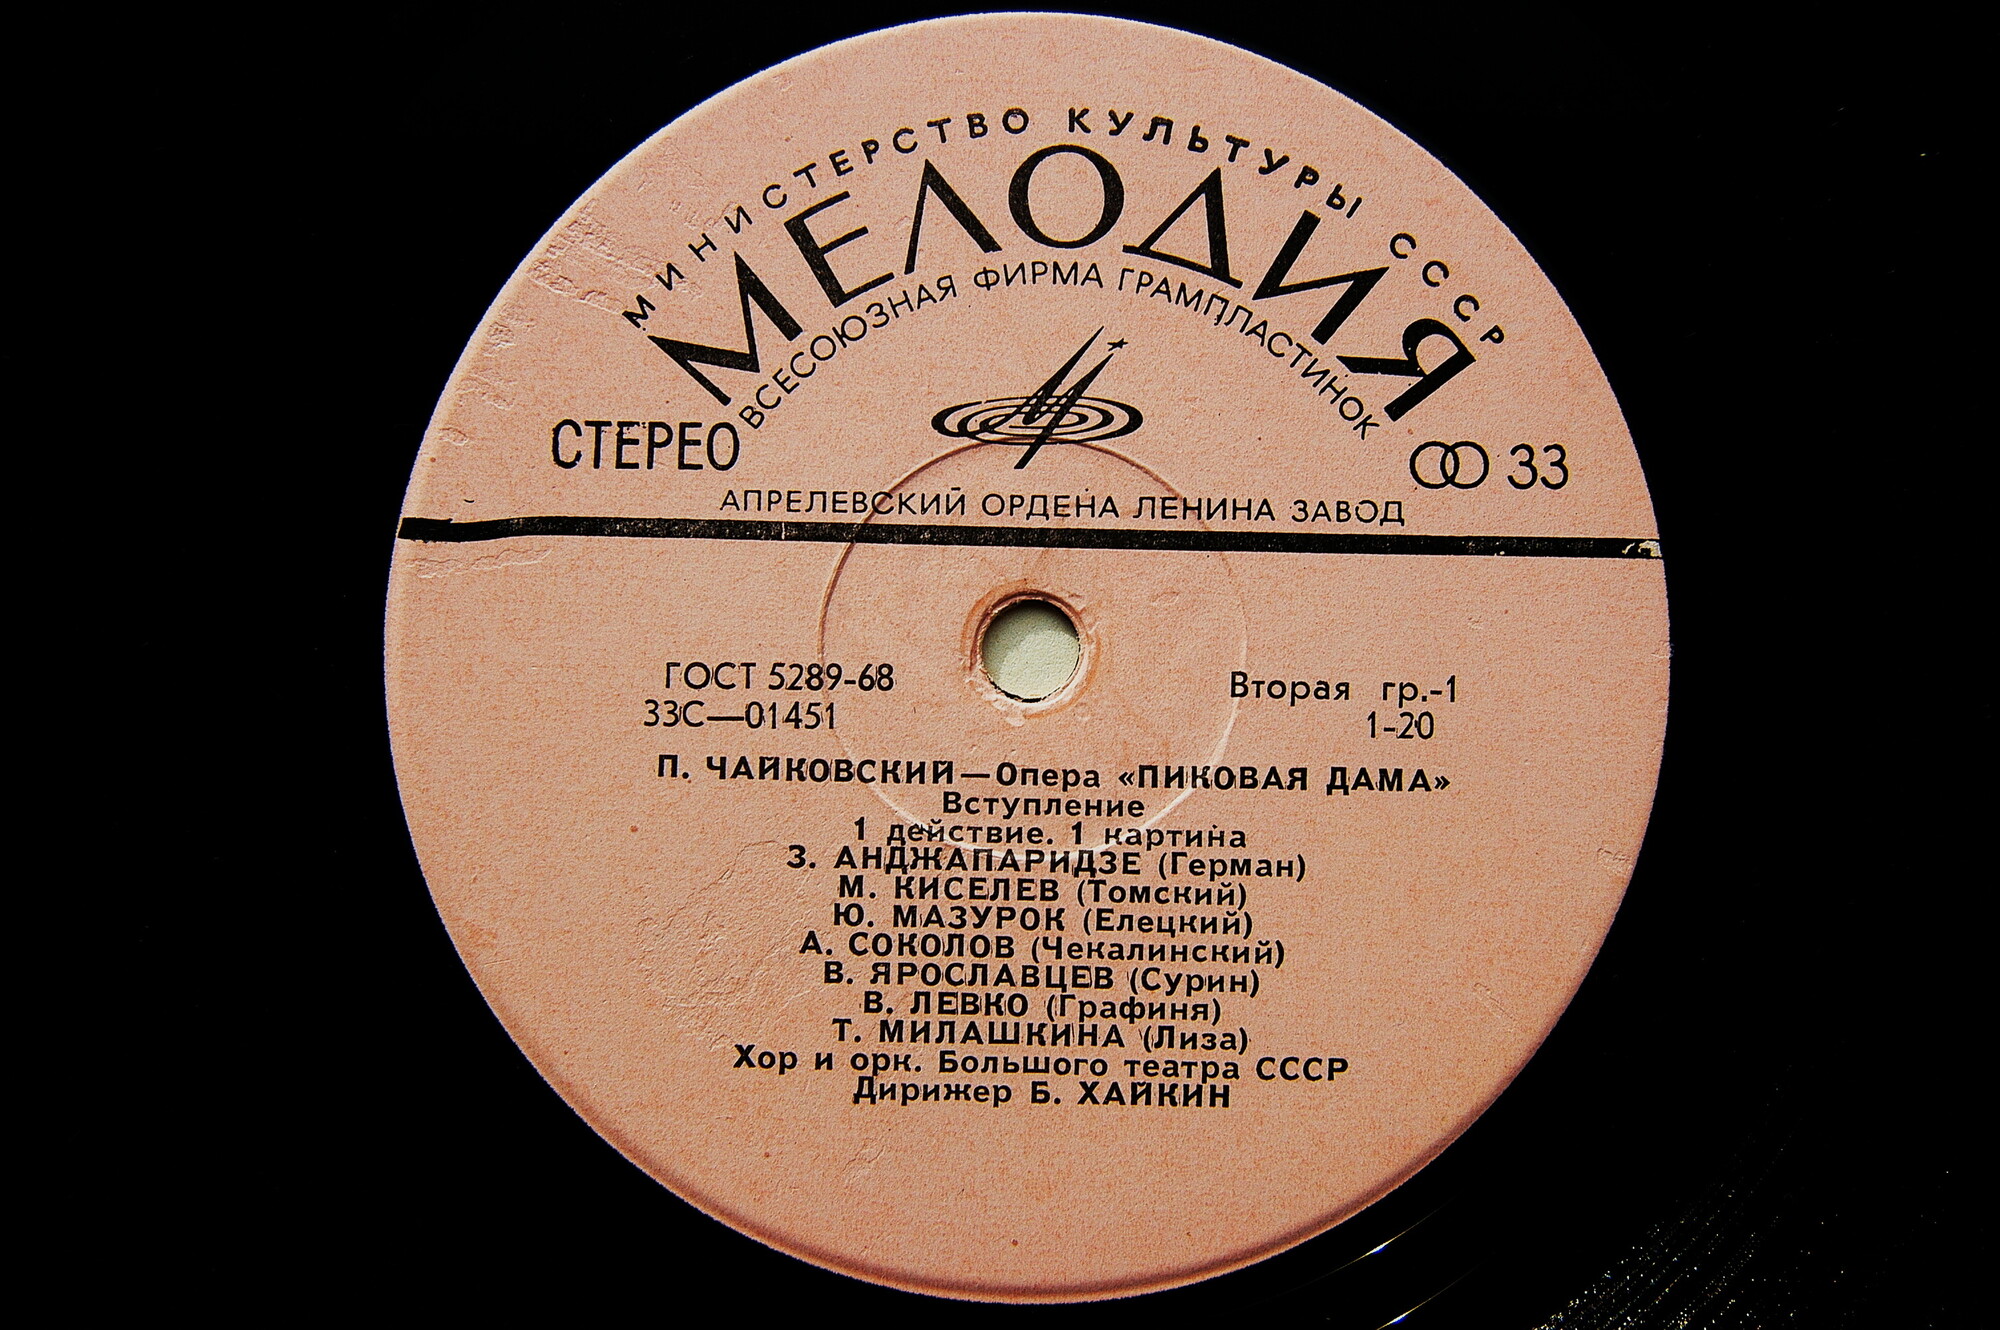 МИНИСТЕРСТВО КУЛЬТУРЫ СССР
МЕЛОДИЯ
ВСЕСОЮЗНАЯ ФИРМА ГРАМПЛАСТИНОК
СТЕРЕО
33
АПРЕЛЕВСКИЙ ОРДЕНА ЛЕНИНА ЗАВОД
ГОСТ 5289-68
33С—01451
Вторая гр.-1
1-20
П. ЧАЙКОВСКИЙ—Опера «ПИКОВАЯ ДАМА»
Вступление
1 действие. 1 картина
З. АНДЖАПАРИДЗЕ (Герман)
М. КИСЕЛЕВ (Томский)
Ю. МАЗУРОК (Елецкий)
А. СОКОЛОВ (Чекалинский)
В. ЯРОСЛАВЦЕВ (Сурин)
В. ЛЕВКО (Графиня)
Т. МИЛАШКИНА (Лиза)
Хор и орк. Большого театра СССР
Дирижер Б. ХАЙКИН